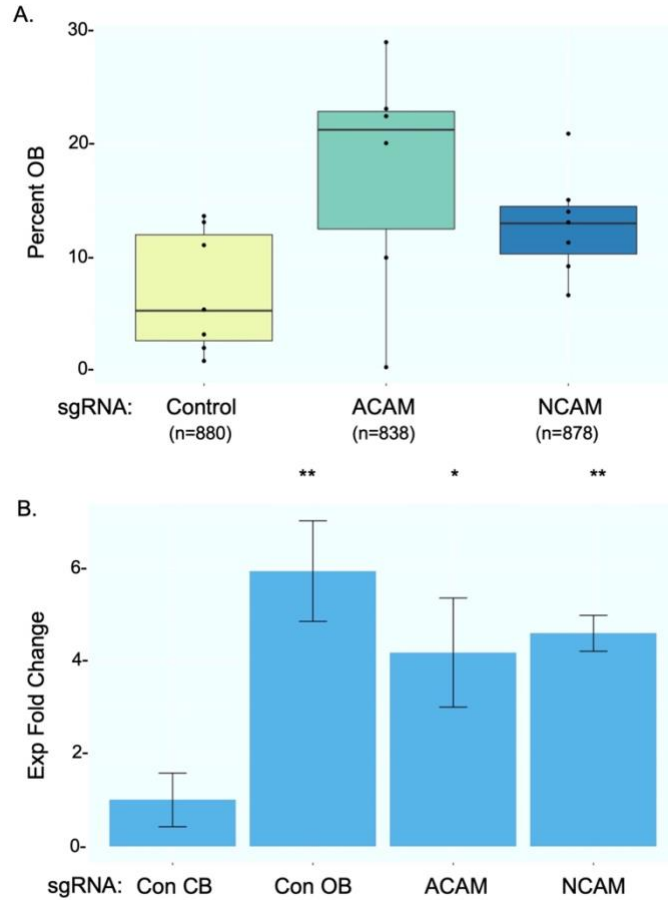 A.
30-
20-
10-
0-
Percent OB
sgRNA: Control ACAM NCAM
(n=880) (n=838) (n=878)
** * **
B.
6-
4-
2-
0-
Exp Fold Change
sgRNA: Con CB Con OB ACAM NCAM